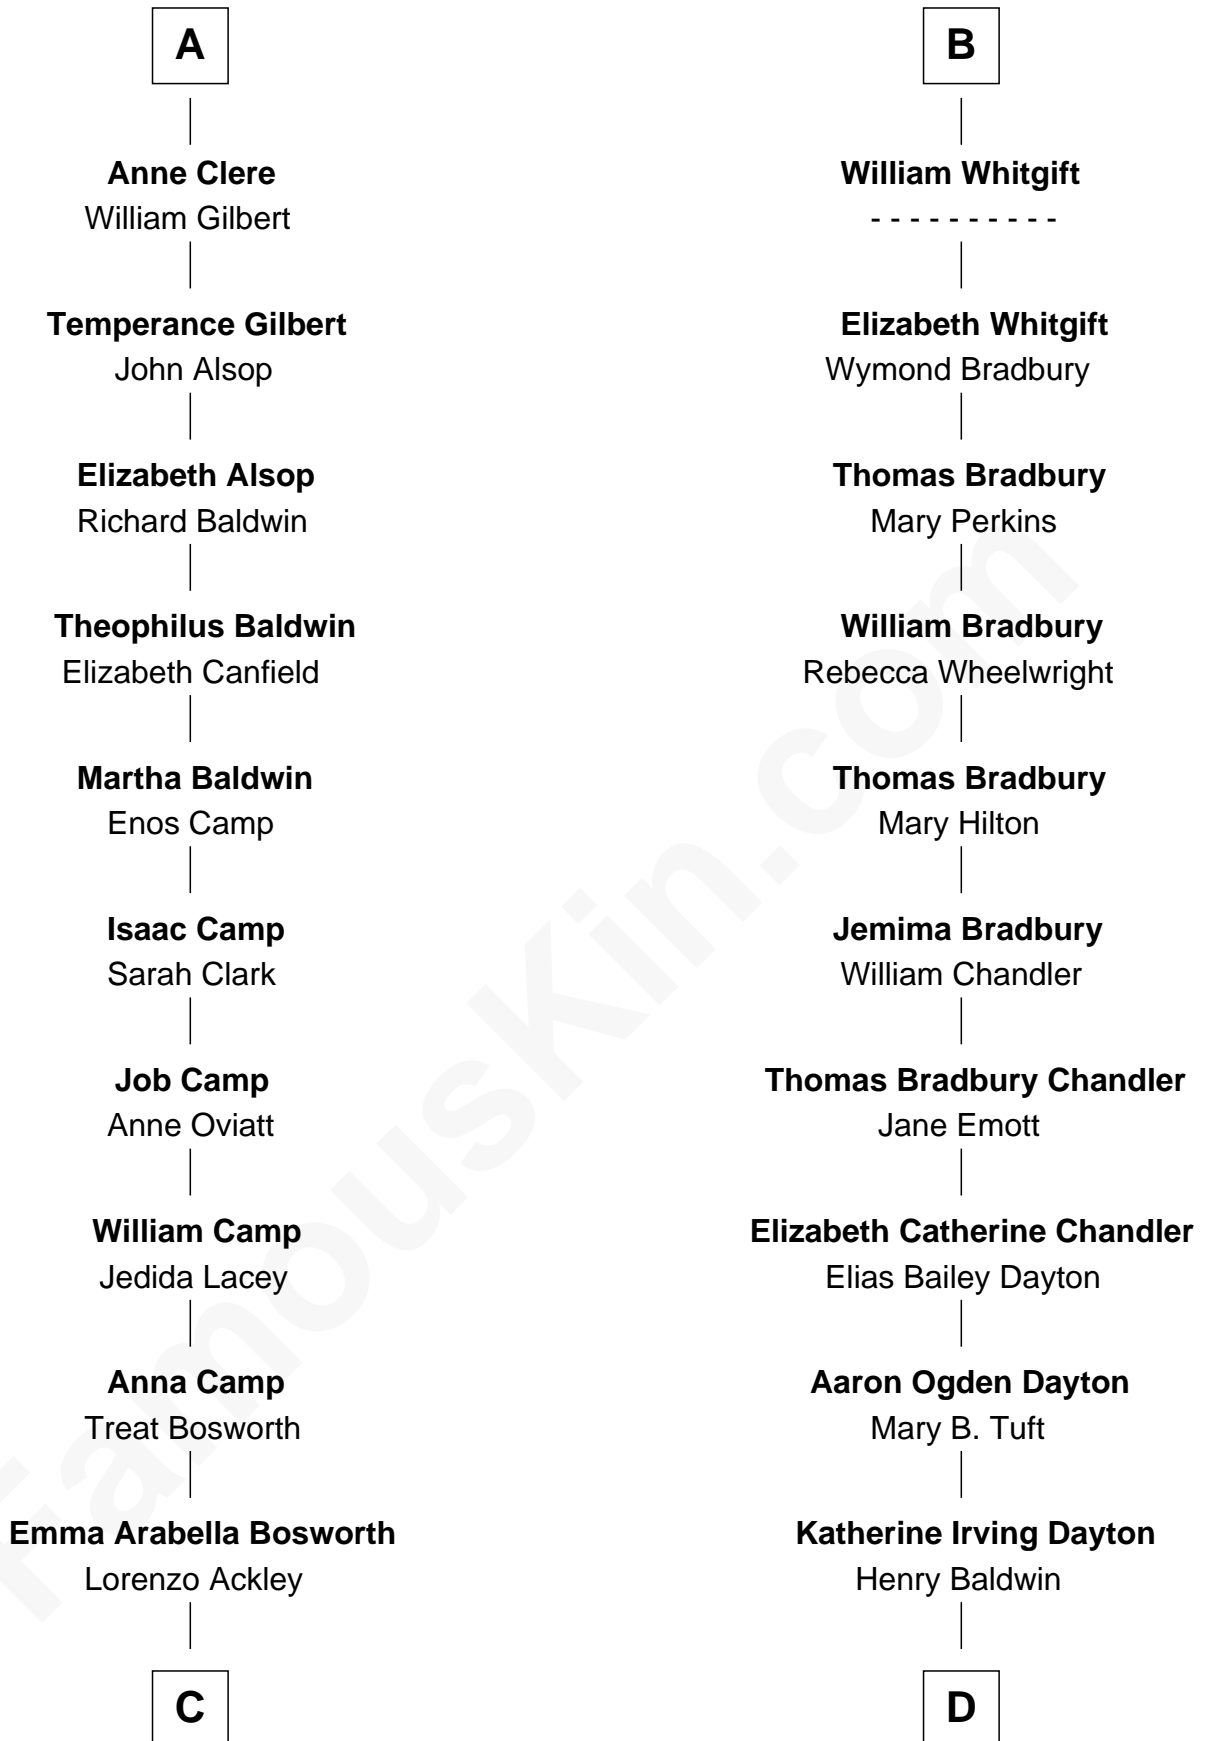 A
Anne Clere
William Gilbert
Temperance Gilbert
John Alsop
Elizabeth Alsop
Richard Baldwin
Theophilus Baldwin
Elizabeth Canfield
Martha Baldwin
Enos Camp
Isaac Camp
Sarah Clark
Job Camp
Anne Oviatt
William Camp
Jedida Lacey
Anna Camp
Treat Bosworth
Emma Arabella Bosworth
Lorenzo Ackley
C
B
William Whitgift
- - - - - - - - - -
Elizabeth Whitgift
Wymond Bradbury
Thomas Bradbury
Mary Perkins
William Bradbury
Rebecca Wheelwright
Thomas Bradbury
Mary Hilton
Jemima Bradbury
William Chandler
Thomas Bradbury Chandler
Jane Emott
Elizabeth Catherine Chandler
Elias Bailey Dayton
Aaron Ogden Dayton
Mary B. Tuft
Katherine Irving Dayton
Henry Baldwin
D
FamousKin.com